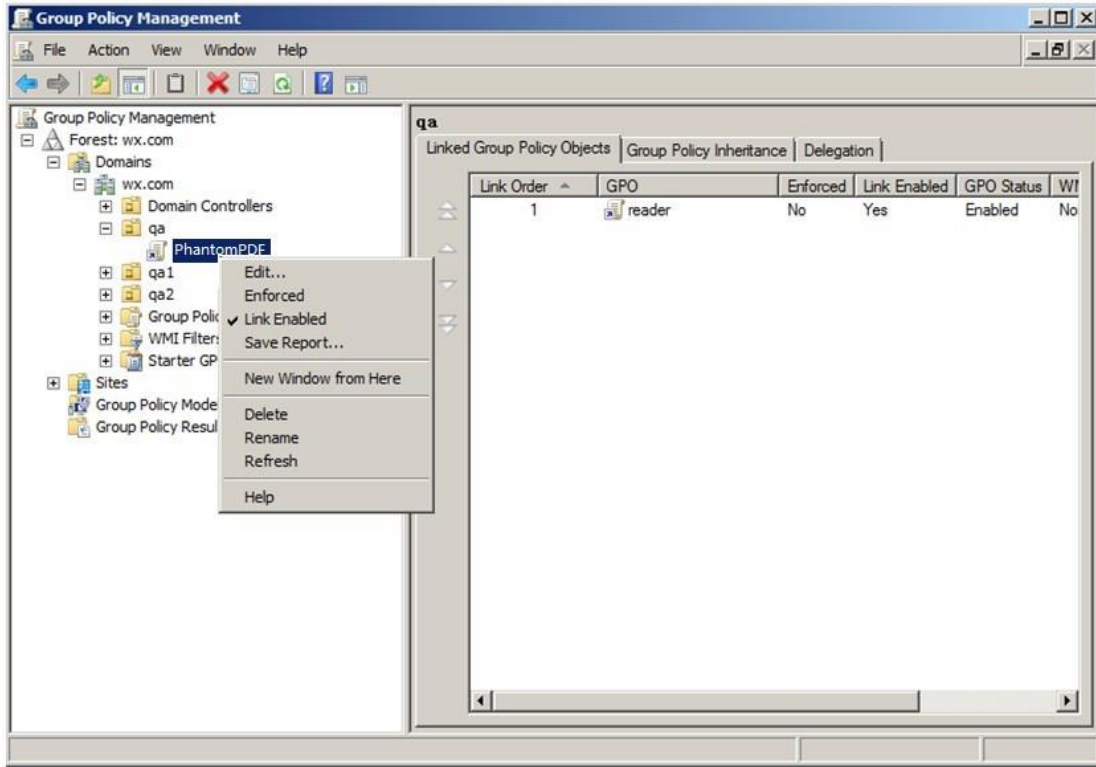 Group Policy Management
File Action View Window Help
Group Policy Management
Forest: wx.com
Domains
wx.com
Domain Controllers
qa
PhantomPDF
qa1
qa2
Group Polic
WMI Filters
Starter GP
Sites
Group Policy Mode
Group Policy Resul
Edit...
Enforced
Link Enabled
Save Report...
New Window from Here
Delete
Rename
Refresh
Help
qa
Linked Group Policy Objects Group Policy Inheritance Delegation
Link Order GPO Enforced Link Enabled GPO Status WM
1 reader No Yes Enabled No